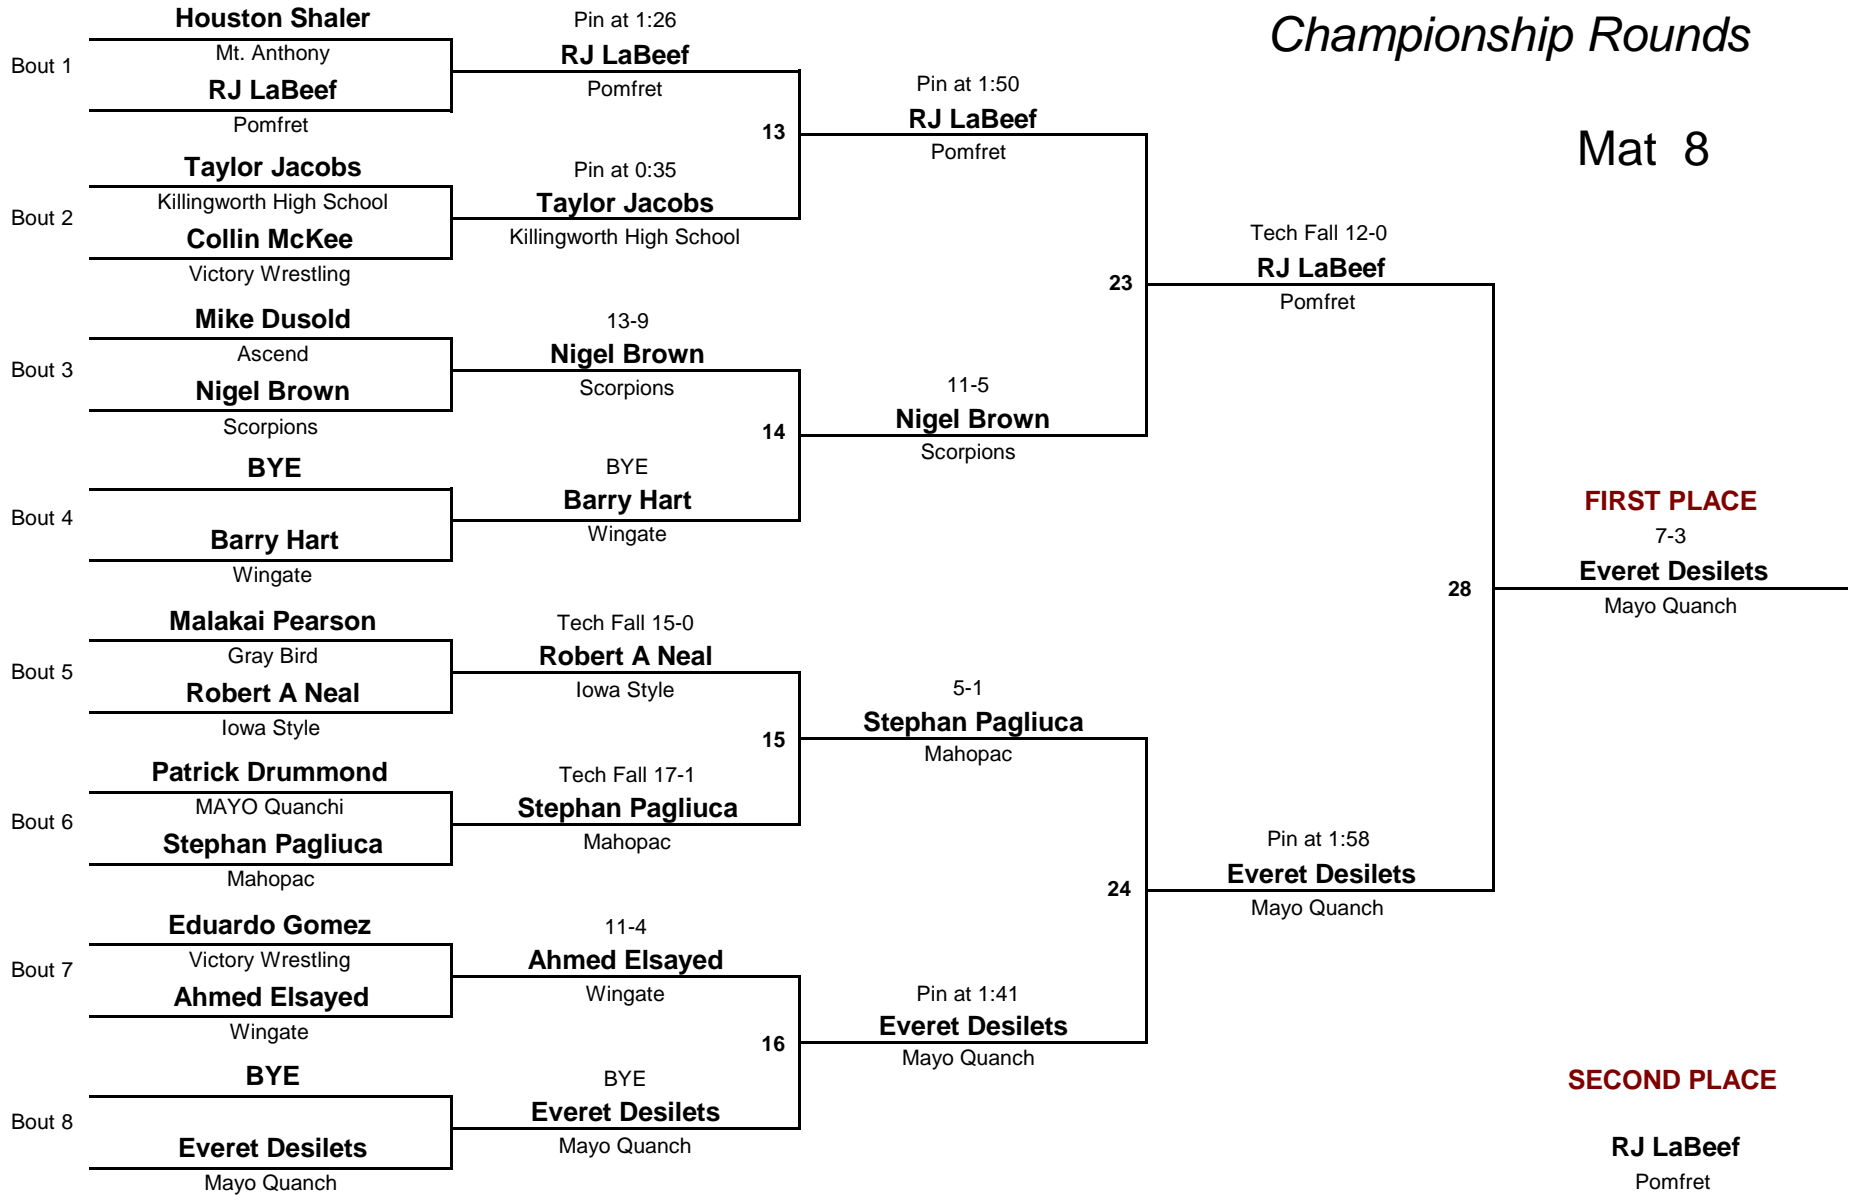 Championship Rounds
Mat 8
Bout 1
Houston Shaler
Mt. Anthony
RJ LaBeef
Pomfret
Bout 2
Taylor Jacobs
Killingworth High School
Collin McKee
Victory Wrestling
Bout 3
Mike Dusold
Ascend
Nigel Brown
Scorpions
Bout 4
BYE
Barry Hart
Wingate
Bout 5
Malakai Pearson
Gray Bird
Robert A Neal
Iowa Style
Bout 6
Patrick Drummond
MAYO Quanchi
Stephan Pagliuca
Mahopac
Bout 7
Eduardo Gomez
Victory Wrestling
Ahmed Elsayed
Wingate
Bout 8
BYE
Everet Desilets
Mayo Quanch
Pin at 1:26
RJ LaBeef
Pomfret
13
Pin at 0:35
Taylor Jacobs
Killingworth High School
13-9
Nigel Brown
Scorpions
14
BYE
Barry Hart
Wingate
Tech Fall 15-0
Robert A Neal
Iowa Style
15
Tech Fall 17-1
Stephan Pagliuca
Mahopac
11-4
Ahmed Elsayed
Wingate
16
BYE
Everet Desilets
Mayo Quanch
Pin at 1:50
RJ LaBeef
Pomfret
23
11-5
Nigel Brown
Scorpions
5-1
Stephan Pagliuca
Mahopac
24
Pin at 1:41
Everet Desilets
Mayo Quanch
Tech Fall 12-0
RJ LaBeef
Pomfret
28
Pin at 1:58
Everet Desilets
Mayo Quanch
FIRST PLACE
7-3
Everet Desilets
Mayo Quanch
SECOND PLACE
RJ LaBeef
Pomfret